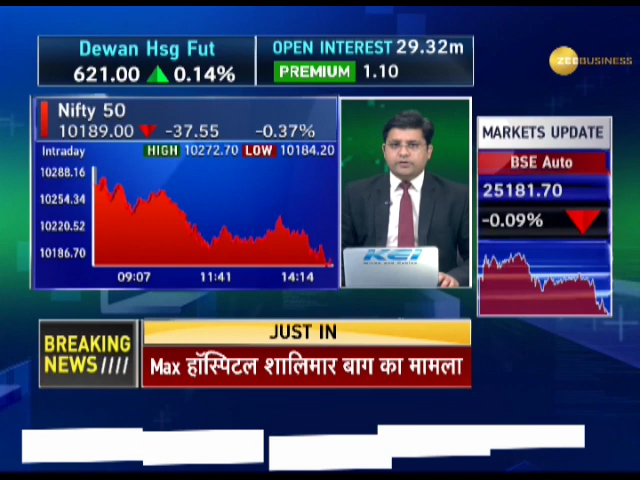 Dewan Hsg Fut
621.00 0.14%
OPEN INTEREST 29.32m
PREMIUM 1.10
ZEE BUSINESS
Nifty 50
10189.00 -37.55 -0.37%
Intraday HIGH 10272.70 LOW 10184.20
10288.16
10254.34
10220.52
10186.70
09:07 11:41 14:14
KEI
MARKETS UPDATE
BSE Auto
25181.70
-0.09%
BREAKING
NEWS ////
JUST IN
Max हॉस्पिटल शालिमार बाग का मामला